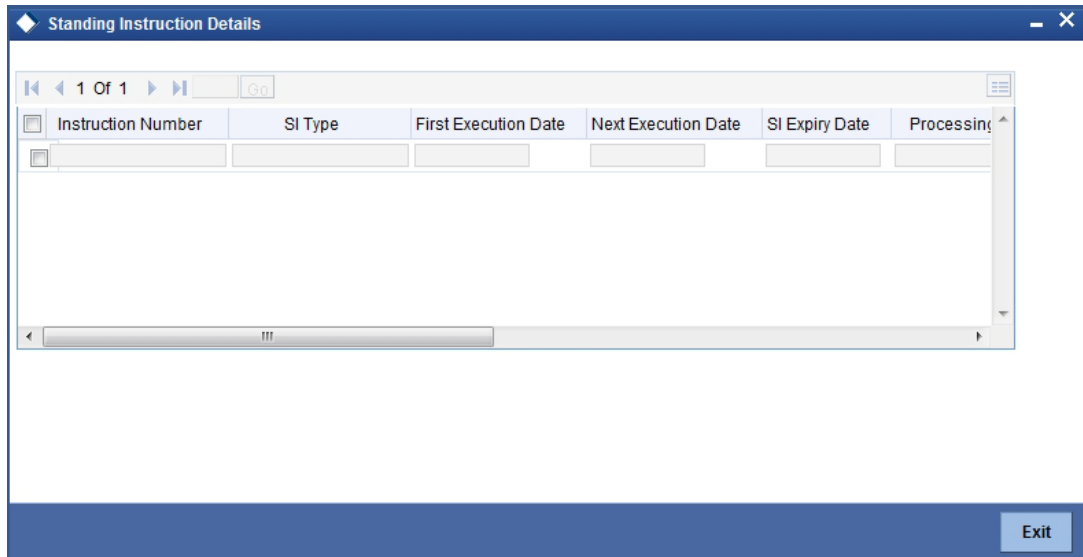 Standing Instruction Details
1 Of 1 Go
Instruction Number SI Type First Execution Date Next Execution Date SI Expiry Date Processing
Exit